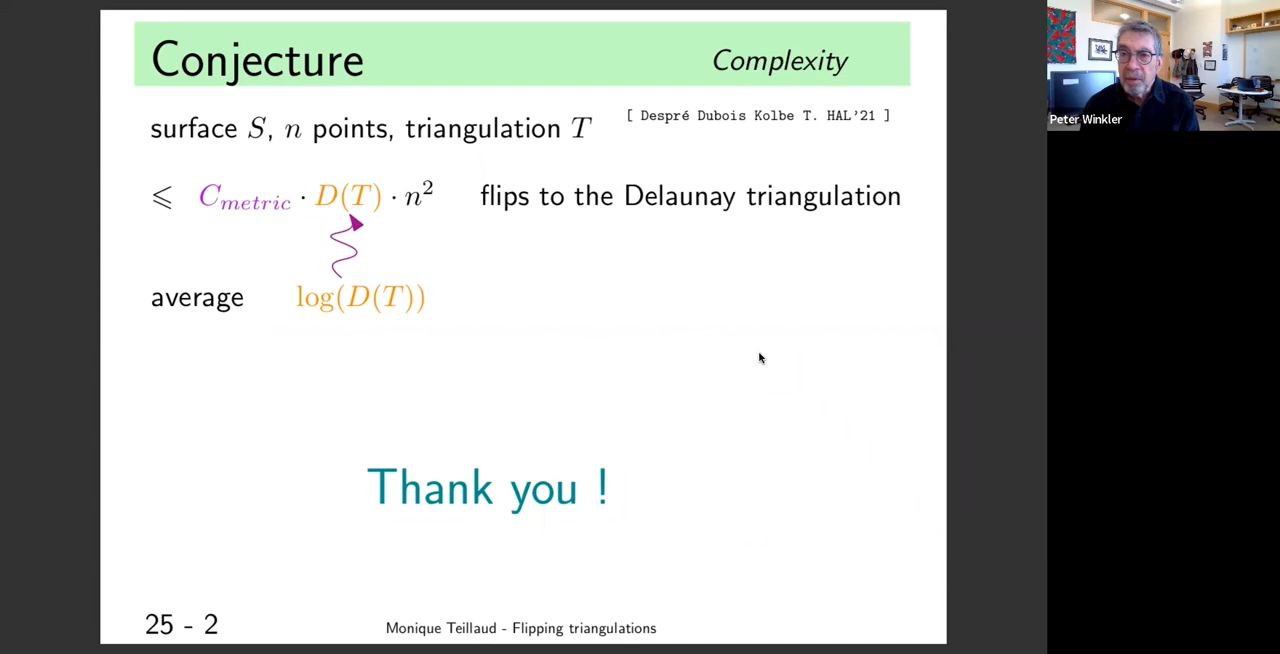 Conjecture
Complexity
surface S, n points, triangulation T
[ Despré Dubois Kolbe T. HAL'21 ]
⩽ C_metric · D(T) · n² flips to the Delaunay triangulation
average log(D(T))
Thank you !
25 - 2
Monique Teillaud - Flipping triangulations
Peter Winkler